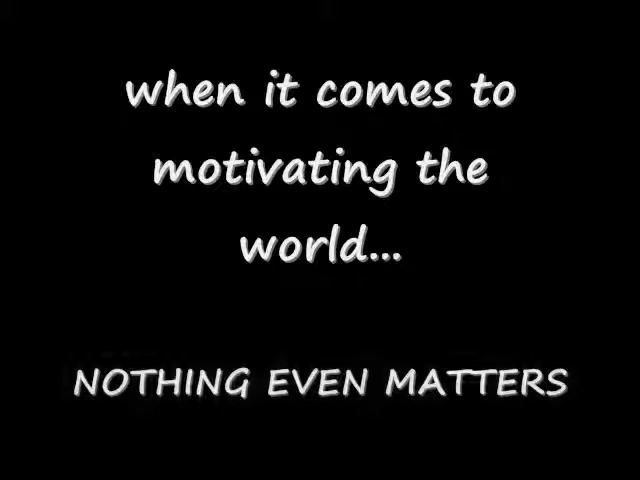 when it comes to
motivating the
world...
NOTHING EVEN MATTERS